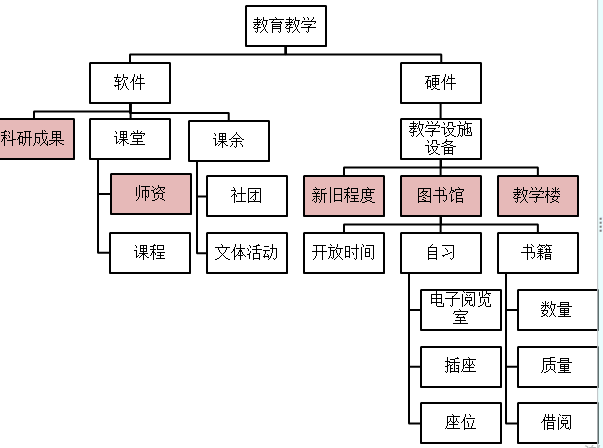 教育教学
软件
硬件
科研成果
课堂
课余
教学设施
设备
师资
社团
新旧程度
图书馆
教学楼
课程
文体活动
开放时间
自习
书籍
电子阅览
室
数量
插座
质量
座位
借阅